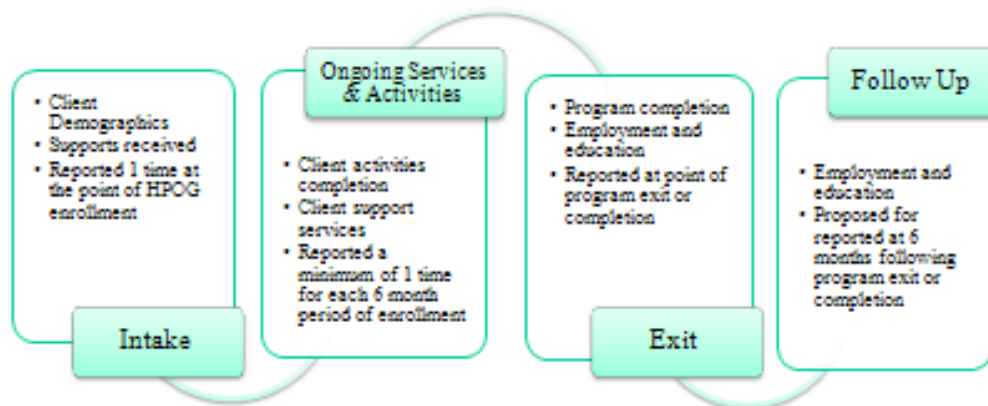 • Client
Demographics
• Supports received
• Reported 1 time at
the point of HPOG
enrollment
Intake
Ongoing Services
& Activities
• Client activities
completion
• Client support
services
• Reported a
minimum of 1 time
for each 6 month
period of enrollment
• Program completion
• Employment and
education
• Reported at point of
program exit or
completion
Exit
Follow Up
• Employment and
education
• Proposed for
reported at 6
months following
program exit or
completion